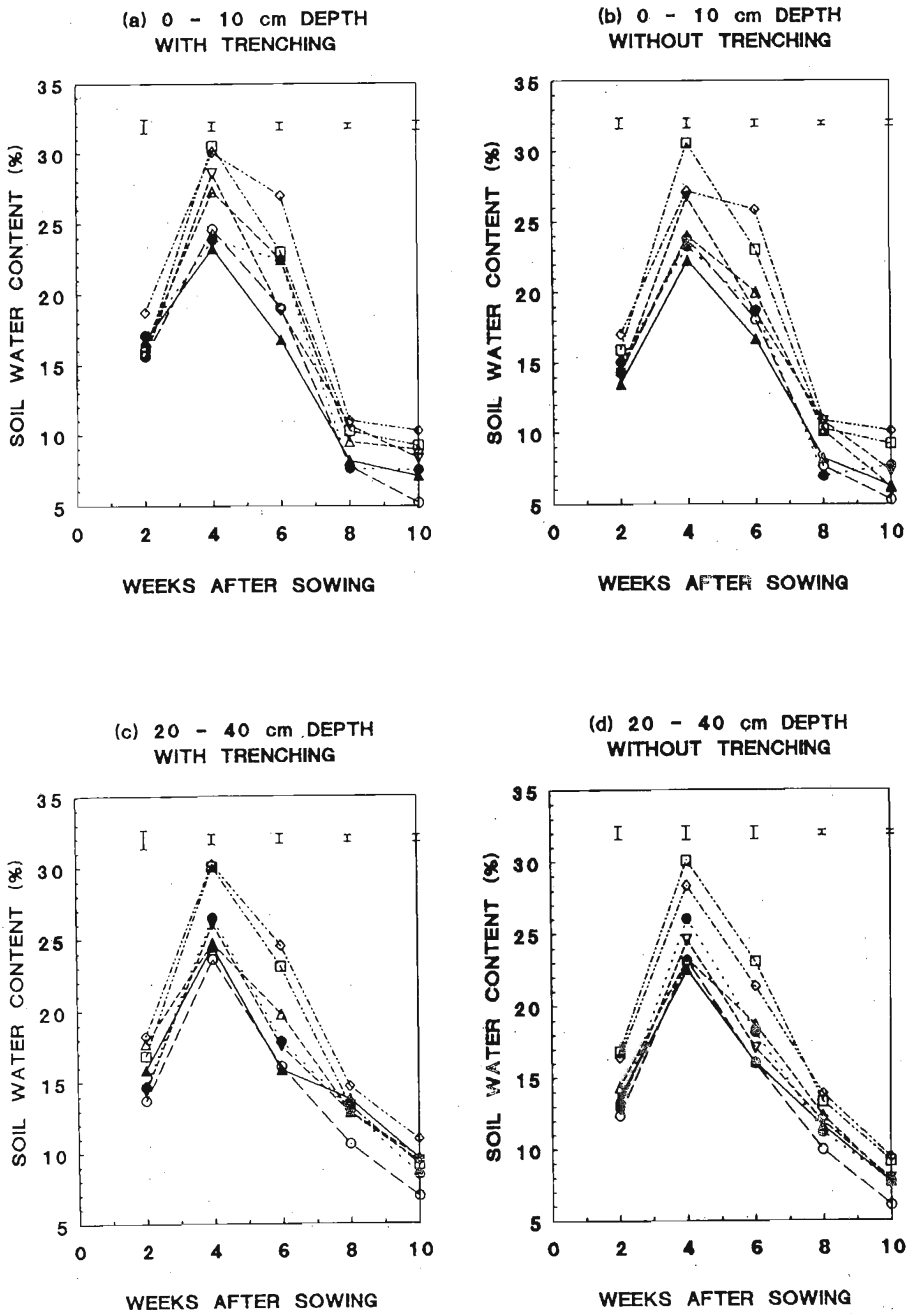 (a) 0 - 10 cm DEPTH
WITH TRENCHING
35
30
25
20
15
10
5
SOIL WATER CONTENT (%)
0 2 4 6 8 10
WEEKS AFTER SOWING
(b) 0 - 10 cm DEPTH
WITHOUT TRENCHING
35
30
25
20
15
10
5
SOIL WATER CONTENT (%)
0 2 4 6 8 10
WEEKS AFTER SOWING
(c) 20 - 40 cm DEPTH
WITH TRENCHING
35
30
25
20
15
10
5
SOIL WATER CONTENT (%)
0 2 4 6 8 10
WEEKS AFTER SOWING
(d) 20 - 40 cm DEPTH
WITHOUT TRENCHING
35
30
25
20
15
10
5
SOIL WATER CONTENT (%)
0 2 4 6 8 10
WEEKS AFTER SOWING